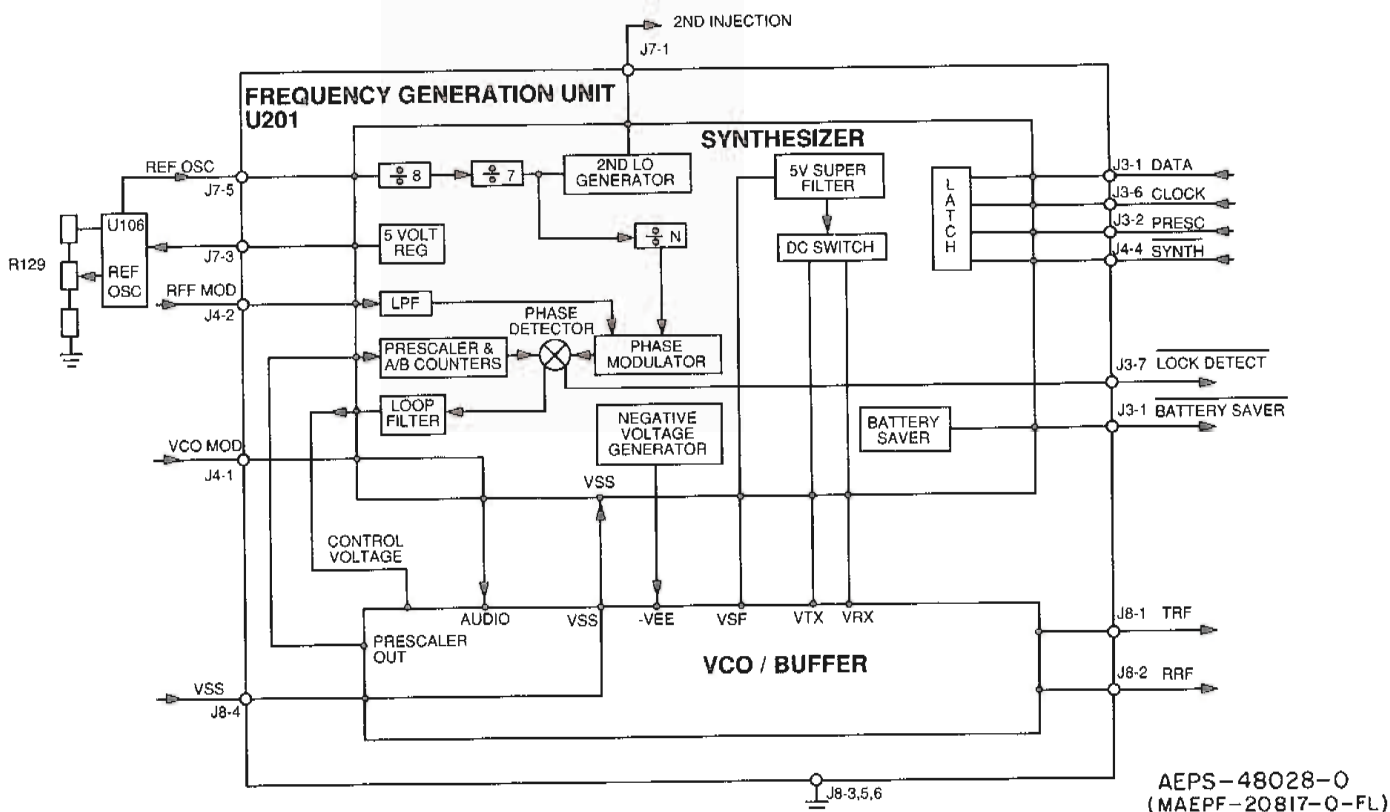 2ND INJECTION
J7-1
FREQUENCY GENERATION UNIT
U201
SYNTHESIZER
REF OSC
J7-5
÷ 8
÷ 7
2ND LO
GENERATOR
5V SUPER
FILTER
LATCH
J3-1 DATA
J3-6 CLOCK
J3-2 PRESC
J4-4 SYNTH
U106
REF
OSC
R129
J7-3
5 VOLT
REG
÷ N
DC SWITCH
RFF MOD
J4-2
LPF
PHASE
DETECTOR
PRESCALER &
A/B COUNTERS
PHASE
MODULATOR
J3-7 LOCK DETECT
LOOP
FILTER
NEGATIVE
VOLTAGE
GENERATOR
BATTERY
SAVER
J3-1 BATTERY SAVER
VCO MOD
J4-1
VSS
CONTROL
VOLTAGE
AUDIO
VSS
-VEE
VSF
VTX
VRX
PRESCALER
OUT
VCO / BUFFER
J8-1 TRF
J8-2 RRF
VSS
J8-4
J8-3,5,6
AEPS-48028-O
(MAEPF-20817-O-FL)